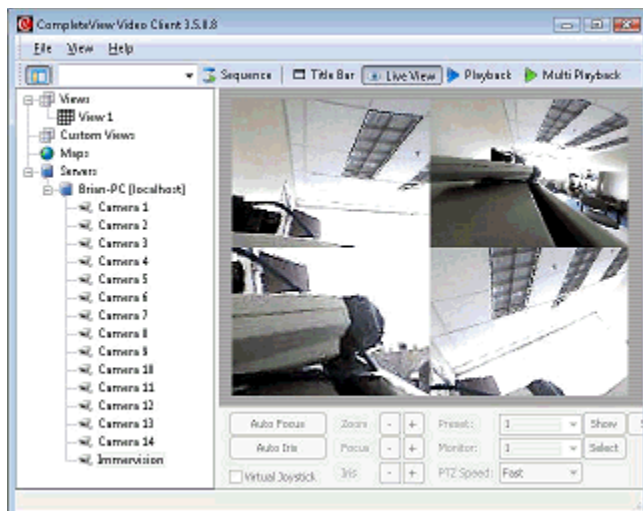 CompleteView Video Client 3.5.0.8
File View Help
Sequence Title Bar Live View Playback Multi Playback
Views
View 1
Custom Views
Maps
Servers
Brian-PC (localhost)
Camera 1
Camera 2
Camera 3
Camera 4
Camera 5
Camera 6
Camera 7
Camera 8
Camera 9
Camera 10
Camera 11
Camera 12
Camera 13
Camera 14
Immervision
Auto Focus Zoom - + Preset: 1 Show S
Auto Iris Focus - + Monitor: 1 Select
Virtual Joystick Iris - + PTZ Speed: Fast